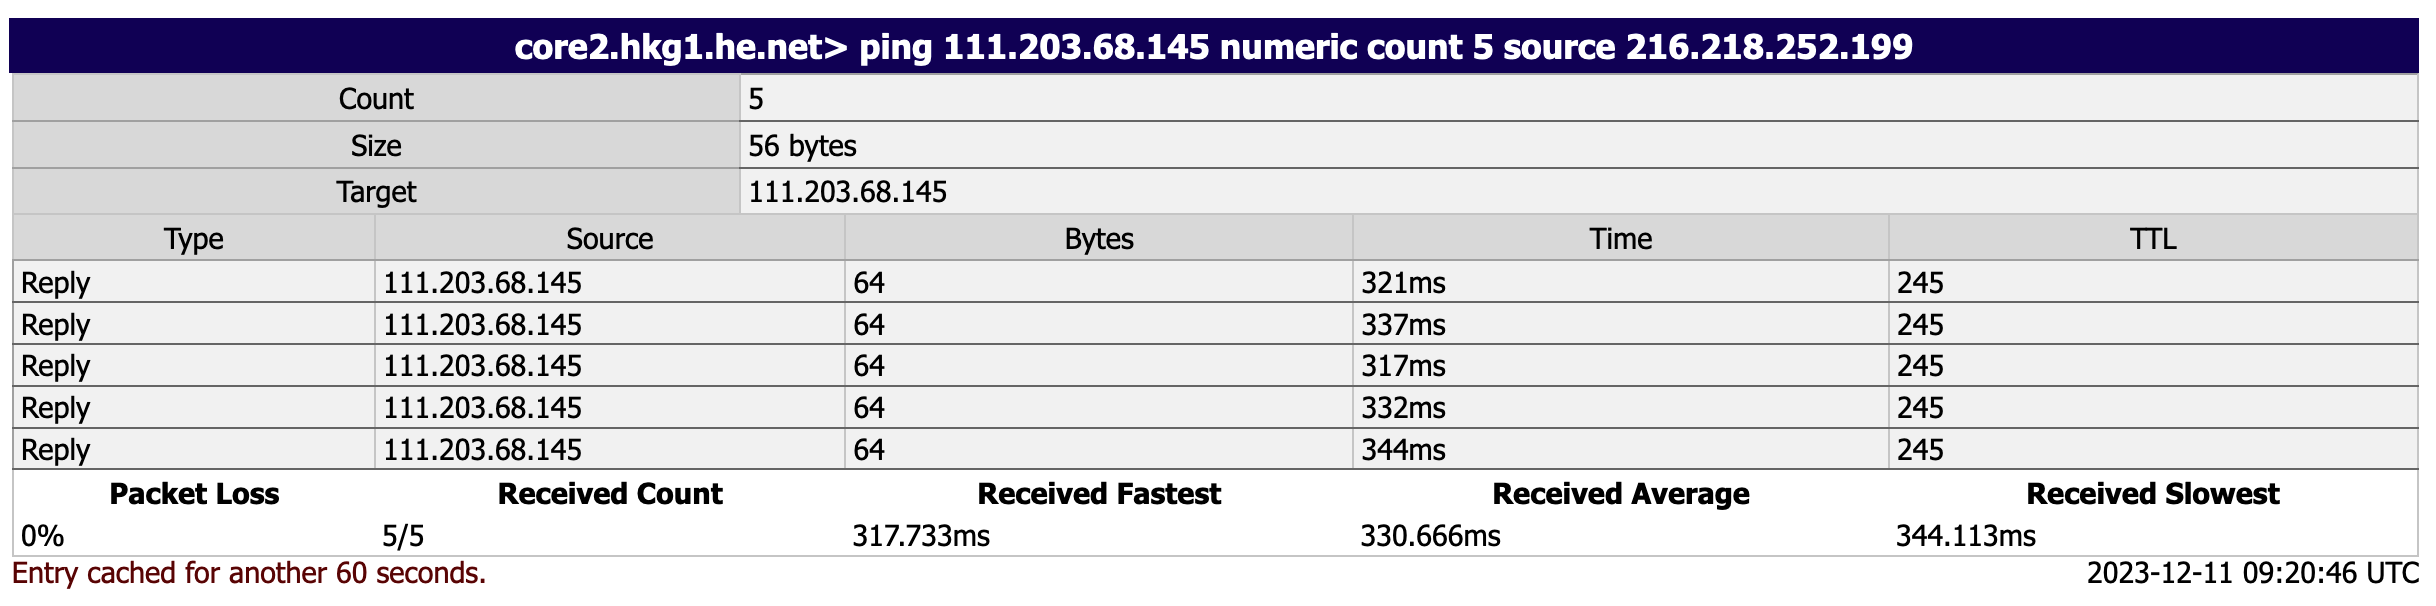 core2.hkg1.he.net> ping 111.203.68.145 numeric count 5 source 216.218.252.199
Count 5
Size 56 bytes
Target 111.203.68.145
Type Source Bytes Time TTL
Reply 111.203.68.145 64 321ms 245
Reply 111.203.68.145 64 337ms 245
Reply 111.203.68.145 64 317ms 245
Reply 111.203.68.145 64 332ms 245
Reply 111.203.68.145 64 344ms 245
Packet Loss Received Count Received Fastest Received Average Received Slowest
0% 5/5 317.733ms 330.666ms 344.113ms
Entry cached for another 60 seconds. 2023-12-11 09:20:46 UTC